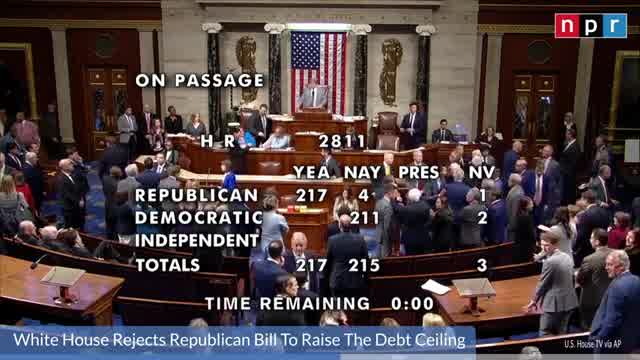 npr
ON PASSAGE
H R 2811
YEA NAY PRES NV
REPUBLICAN 217 4 1
DEMOCRATIC 211 2
INDEPENDENT
TOTALS 217 215 3
TIME REMAINING 0:00
White House Rejects Republican Bill To Raise The Debt Ceiling
U.S. House TV via AP